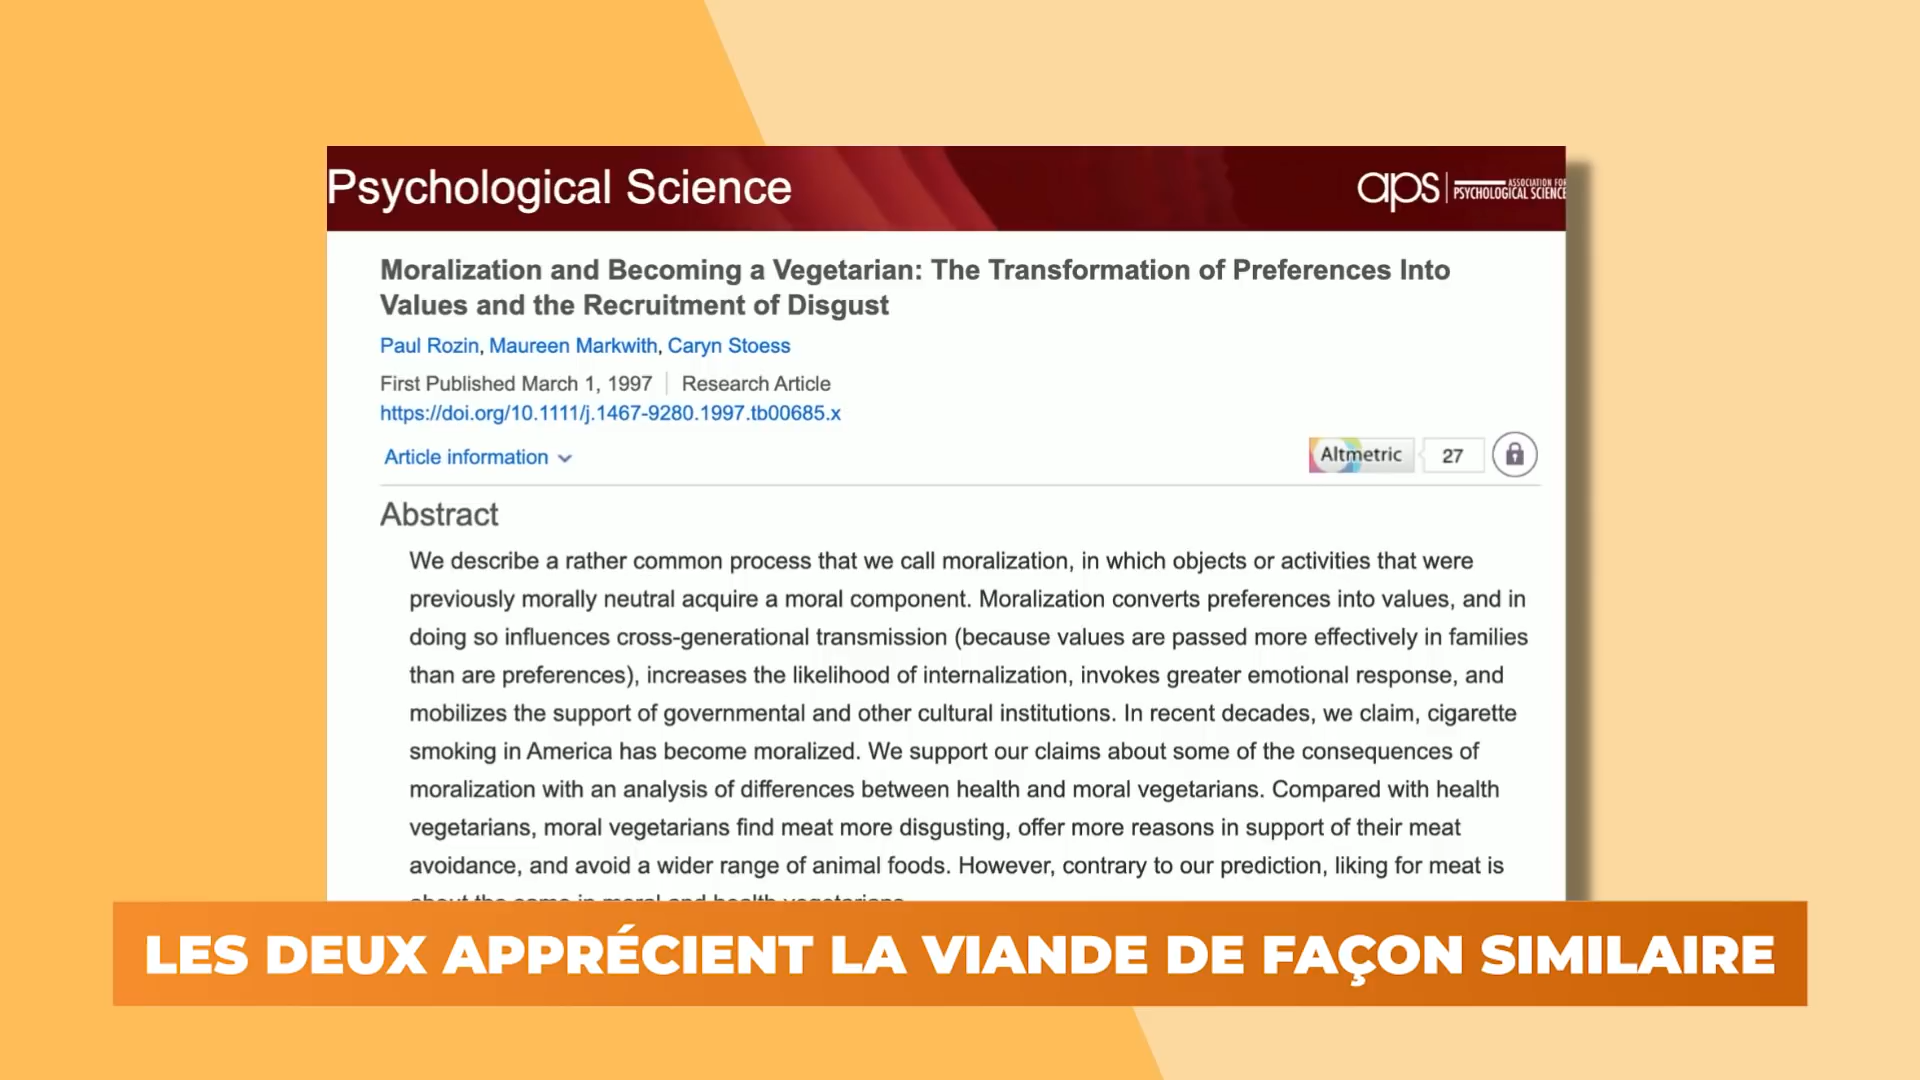 Psychological Science
aps
ASSOCIATION FOR
PSYCHOLOGICAL SCIENCE
Moralization and Becoming a Vegetarian: The Transformation of Preferences Into
Values and the Recruitment of Disgust
Paul Rozin, Maureen Markwith, Caryn Stoess
First Published March 1, 1997 | Research Article
https://doi.org/10.1111/j.1467-9280.1997.tb00685.x
Article information
Altmetric 27
Abstract
We describe a rather common process that we call moralization, in which objects or activities that were
previously morally neutral acquire a moral component. Moralization converts preferences into values, and in
doing so influences cross-generational transmission (because values are passed more effectively in families
than are preferences), increases the likelihood of internalization, invokes greater emotional response, and
mobilizes the support of governmental and other cultural institutions. In recent decades, we claim, cigarette
smoking in America has become moralized. We support our claims about some of the consequences of
moralization with an analysis of differences between health and moral vegetarians. Compared with health
vegetarians, moral vegetarians find meat more disgusting, offer more reasons in support of their meat
avoidance, and avoid a wider range of animal foods. However, contrary to our prediction, liking for meat is
about the same in moral and health vegetarians.
LES DEUX APPRÉCIENT LA VIANDE DE FAÇON SIMILAIRE